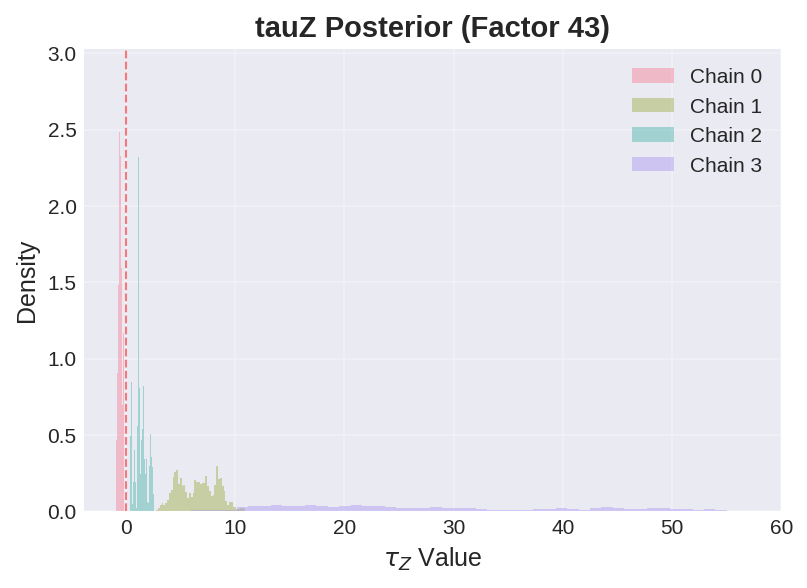 tauZ Posterior (Factor 43)
3.0
2.5
2.0
1.5
1.0
0.5
0.0
Density
Chain 0
Chain 1
Chain 2
Chain 3
0 10 20 30 40 50 60
τ_Z Value